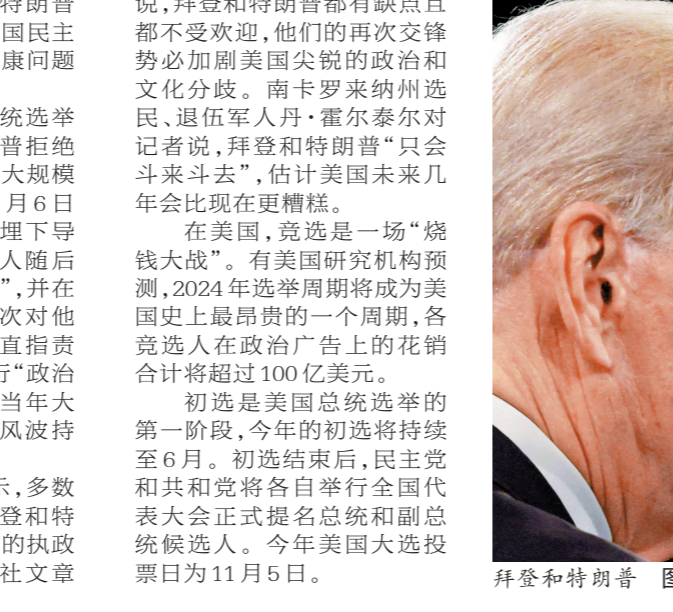 特朗普
国民主
康问题
统选举
普拒绝
大规模
月6日
埋下导
人随后
”,并在
次对他
直指责
行“政治
当年大
风波持
示,多数
登和特
的执政
社文章
说,拜登和特朗普都有缺点且
都不受欢迎,他们的再次交锋
势必加剧美国尖锐的政治和
文化分歧。南卡罗来纳州选
民、退伍军人丹·霍尔泰尔对
记者说,拜登和特朗普“只会
斗来斗去”,估计美国未来几
年会比现在更糟糕。
在美国,竞选是一场“烧
钱大战”。有美国研究机构预
测,2024年选举周期将成为美
国史上最昂贵的一个周期,各
竞选人在政治广告上的花销
合计将超过100亿美元。
初选是美国总统选举的
第一阶段,今年的初选将持续
至6月。初选结束后,民主党
和共和党将各自举行全国代
表大会正式提名总统和副总
统候选人。今年美国大选投
票日为11月5日。
拜登和特朗普 图